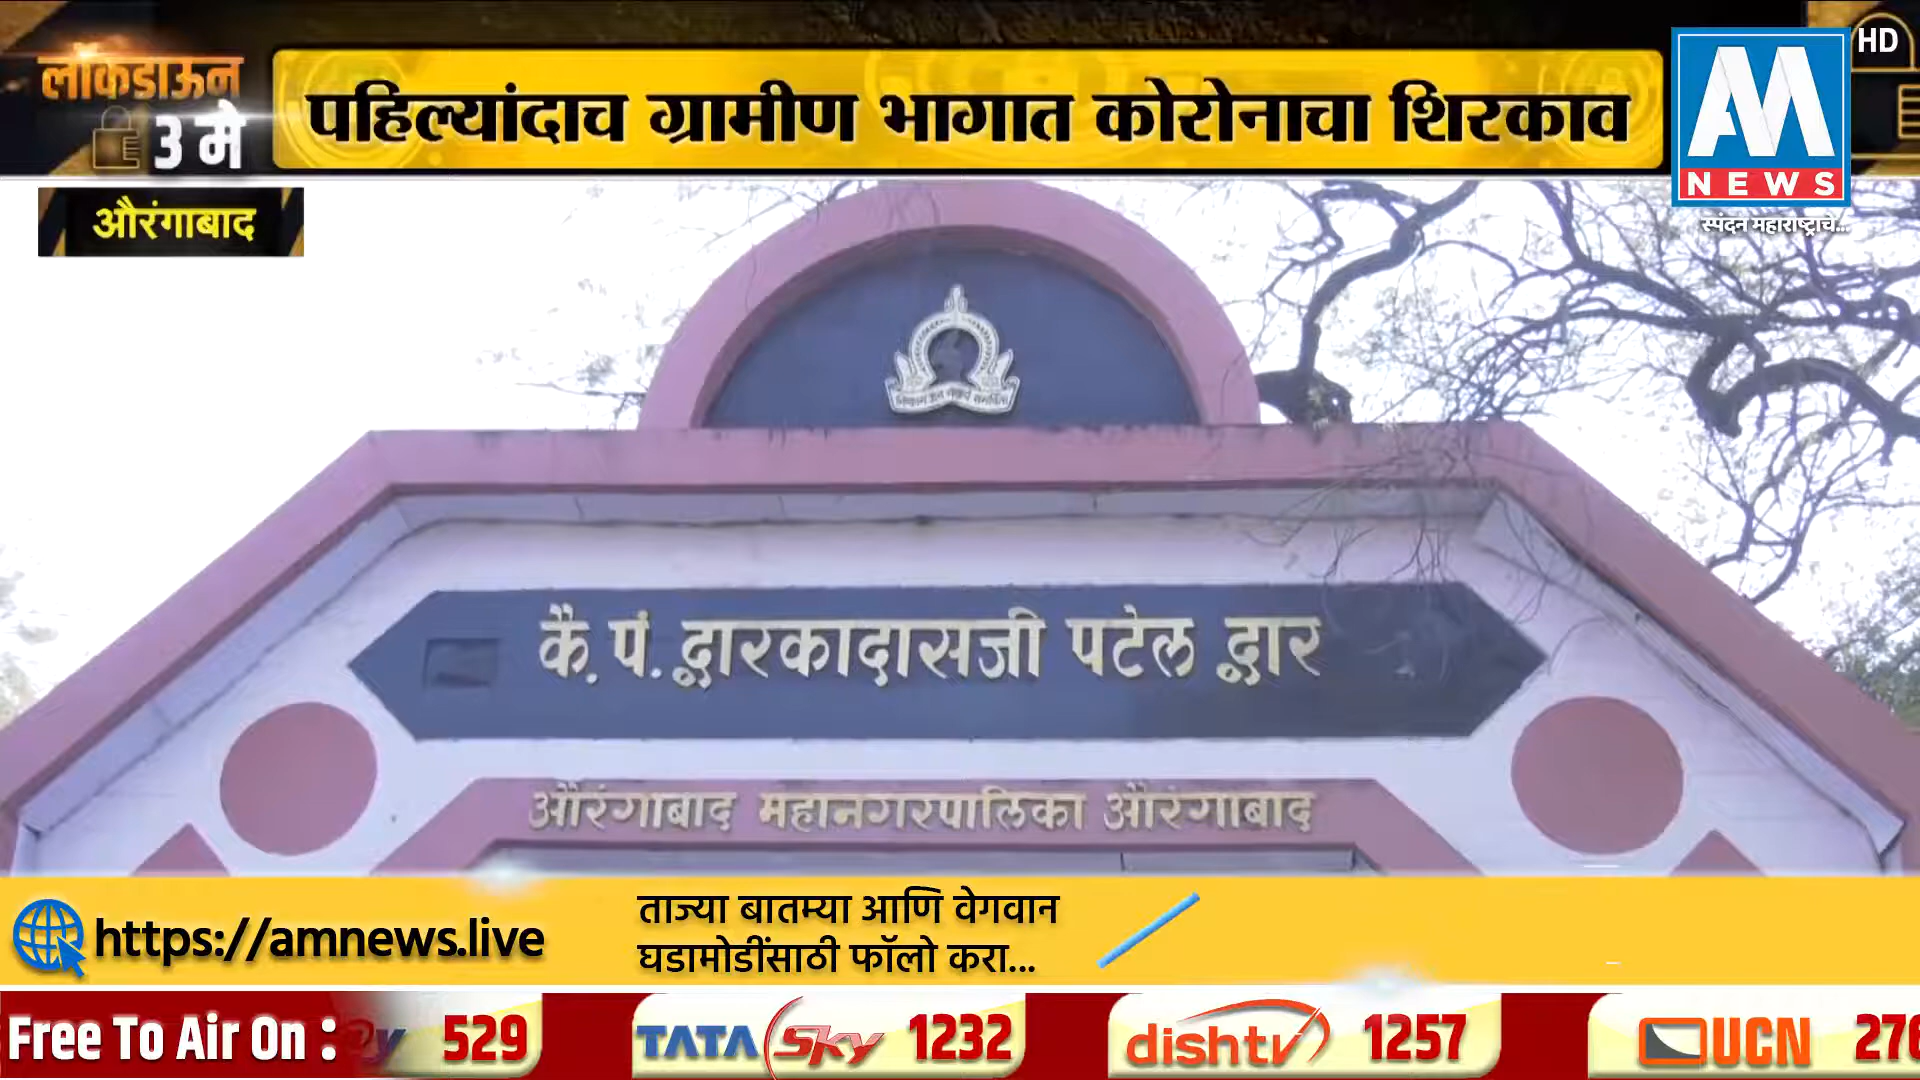 लॉकडाऊन
3 मे
पहिल्यांदाच ग्रामीण भागात कोरोनाचा शिरकाव
HD
AM
NEWS
स्पंदन महाराष्ट्राचे...
औरंगाबाद
कै. पं. द्वारकादासजी पटेल द्वार
औरंगाबाद महानगरपालिका औरंगाबाद
https://amnews.live
ताज्या बातम्या आणि वेगवान
घडामोडींसाठी फॉलो करा...
Free To Air On : 529 TATA Sky 1232 dishtv 1257 UCN 276